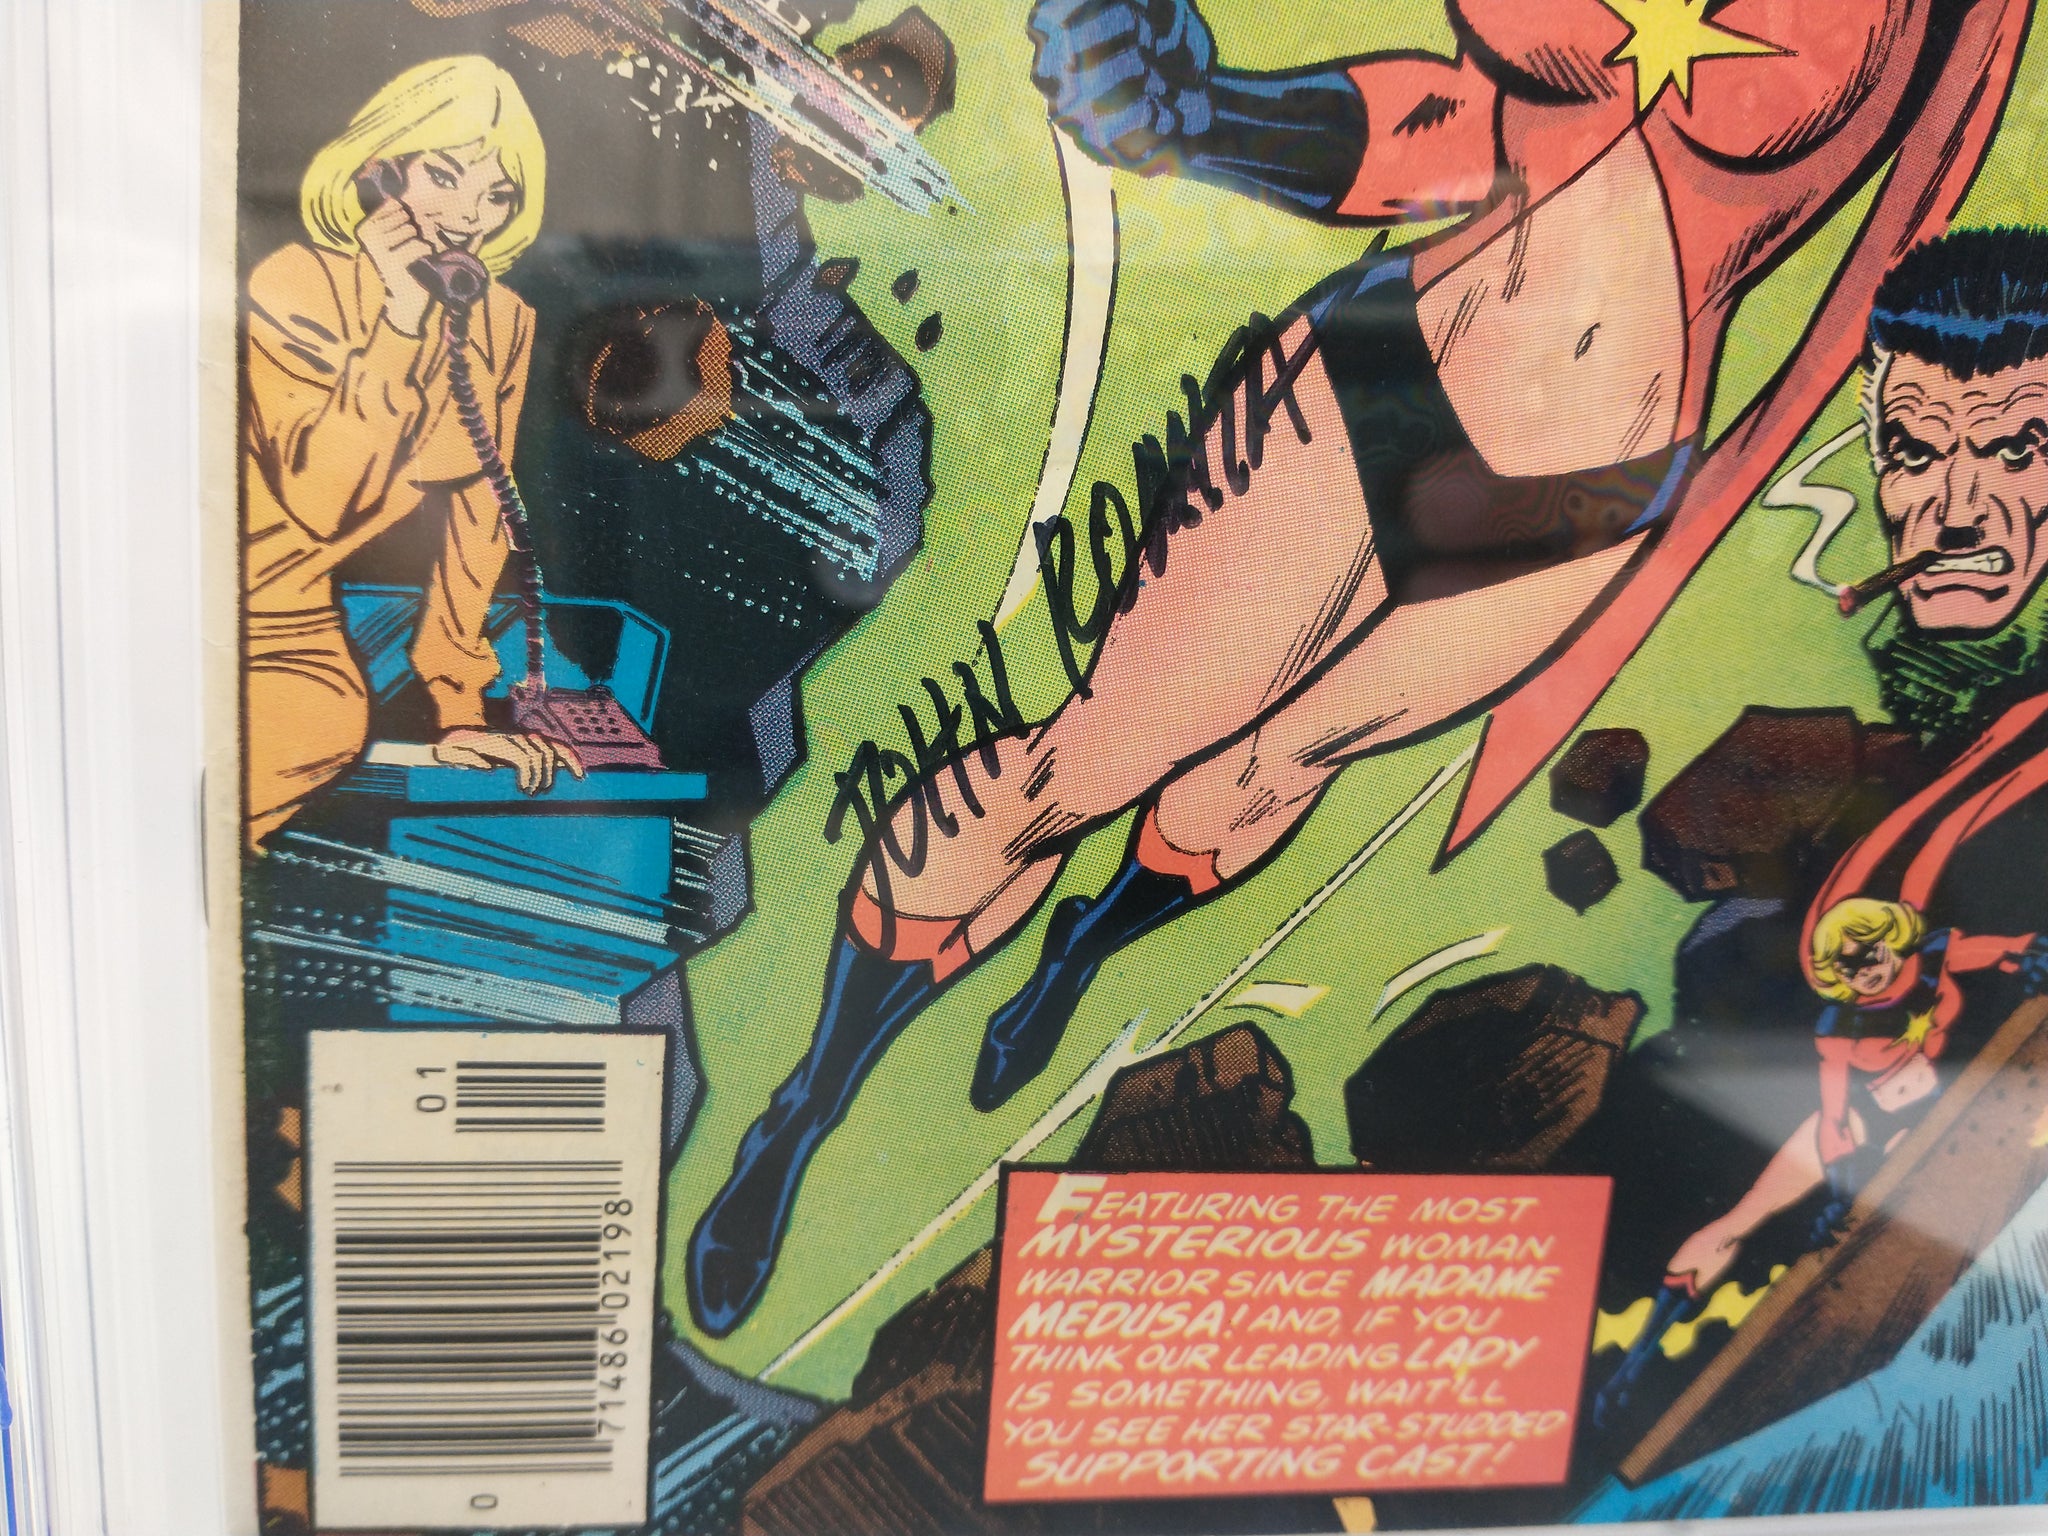 JOHN ROMITA
01
71486 02198
0
FEATURING THE MOST
MYSTERIOUS WOMAN
WARRIOR SINCE MADAME
MEDUSA! AND, IF YOU
THINK OUR LEADING LADY
IS SOMETHING, WAIT'LL
YOU SEE HER STAR-STUDDED
SUPPORTING CAST!